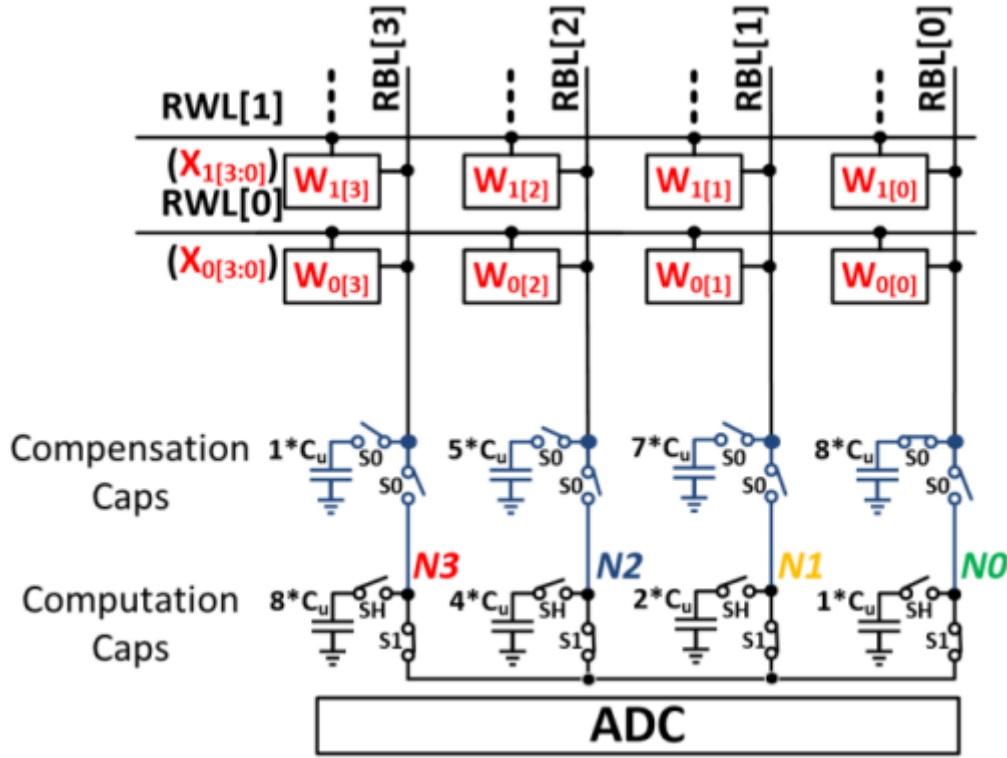 RBL[3] RBL[2] RBL[1] RBL[0]
RWL[1]
(X1[3:0]) W1[3] W1[2] W1[1] W1[0]
RWL[0]
(X0[3:0]) W0[3] W0[2] W0[1] W0[0]
Compensation 1*Cu S0 5*Cu S0 7*Cu S0 8*Cu S0
Caps S0 S0 S0 S0
N3 N2 N1 N0
Computation 8*Cu SH 4*Cu SH 2*Cu SH 1*Cu SH
Caps S1 S1 S1 S1
ADC